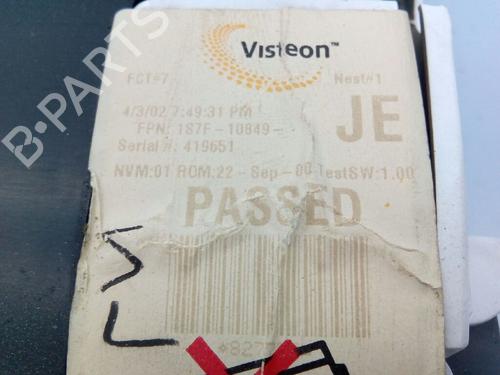 B-PARTS
Visteon™
FCT#7 Nest#1
4/3/02 7:49:31 PM
FPN: 1S7F-10849- JE
Serial #: 419651
NVM:01 ROM:22-Sep-00 TestSW:1.00
PASSED